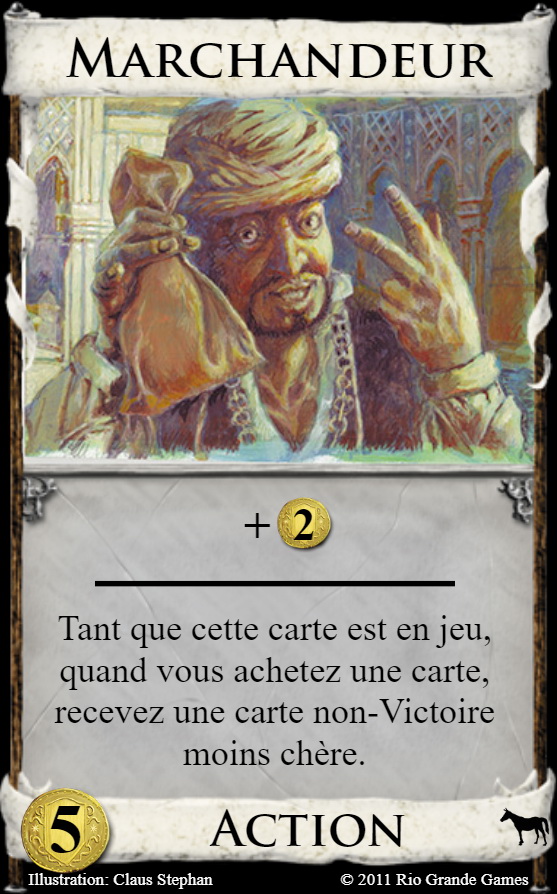 MARCHANDEUR
+ 2
Tant que cette carte est en jeu,
quand vous achetez une carte,
recevez une carte non-Victoire
moins chère.
5 ACTION
Illustration: Claus Stephan © 2011 Rio Grande Games